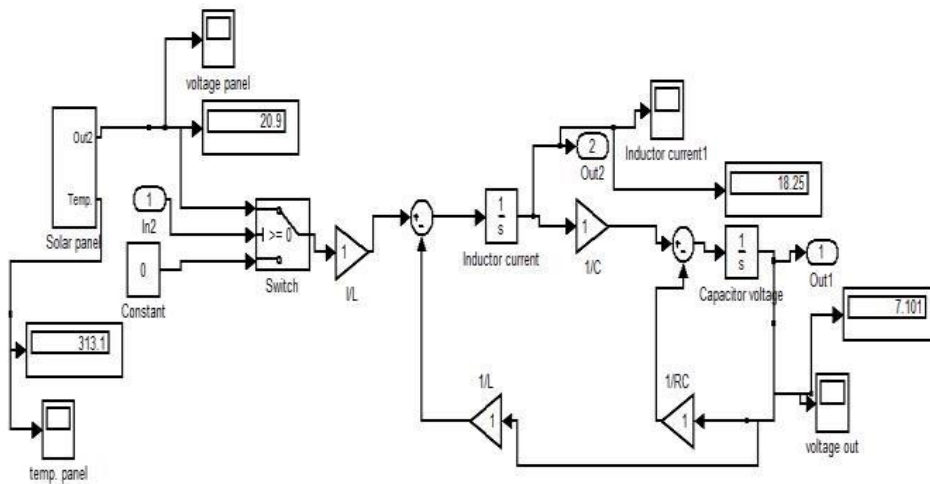 voltage panel
20.9
Out2
Temp.
Solar panel
1
In2
>= 0
Switch
0
Constant
313.1
temp. panel
1
I/L
+
-
1
s
Inductor current
2
Out2
Inductor current1
18.25
1
1/C
+
-
1
s
Capacitor voltage
1
Out1
7.101
voltage out
1/L
1
1/RC
1